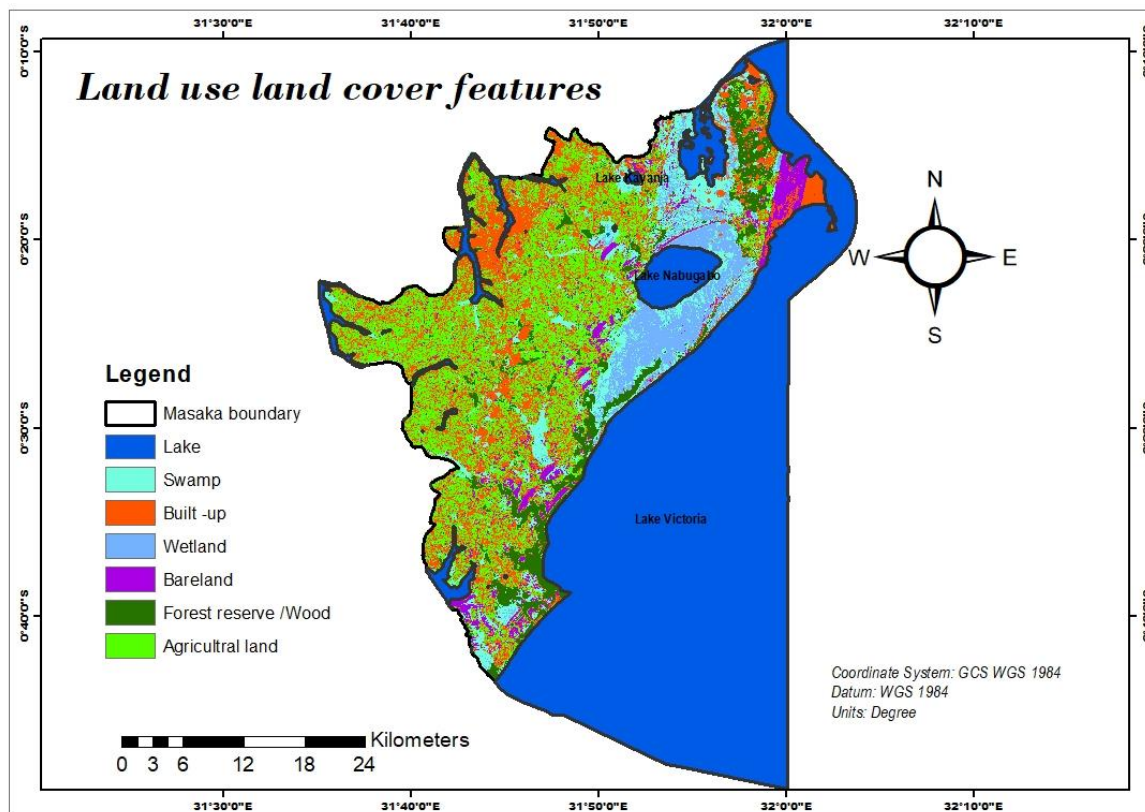 31°30'0"E 31°40'0"E 31°50'0"E 32°0'0"E 32°10'0"E
0°10'0"S
Land use land cover features
Lake Kayanja
N
0°20'0"S
W E
Lake Nabugabo
S
Legend
Masaka boundary
Lake
0°30'0"S
Swamp
Built -up
Lake Victoria
Wetland
Bareland
Forest reserve /Wood
0°40'0"S
Agricultral land
Coordinate System: GCS WGS 1984
Datum: WGS 1984
Units: Degree
Kilometers
0 3 6 12 18 24
31°30'0"E 31°40'0"E 31°50'0"E 32°0'0"E 32°10'0"E